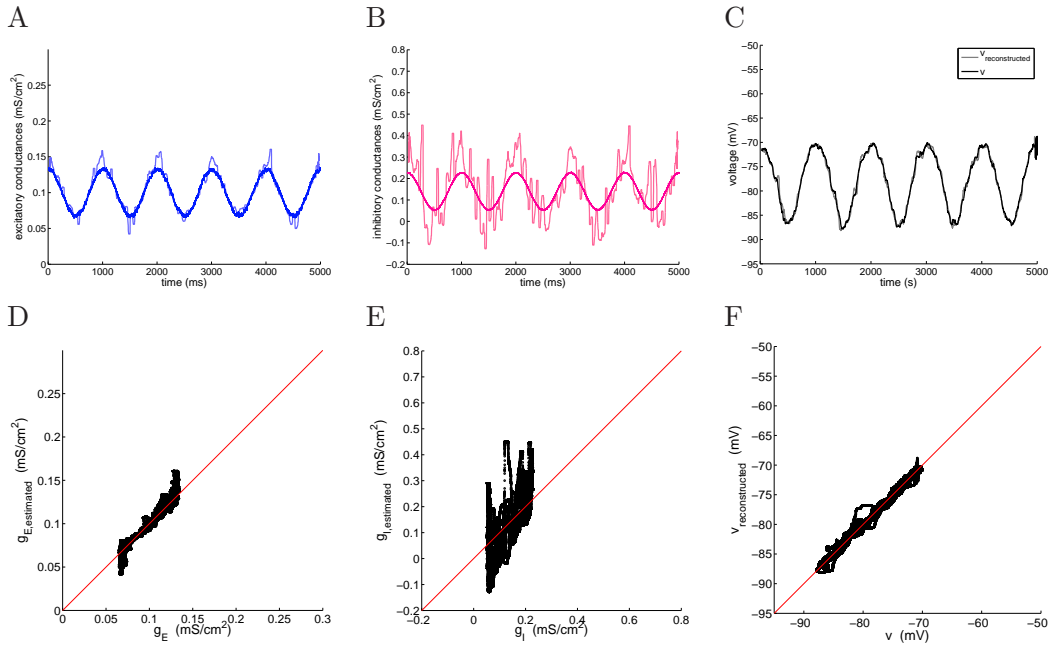 A
B
C
excitatory conductances (mS/cm²)
0.25
0.2
0.15
0.1
0.05
0
0 1000 2000 3000 4000 5000
time (ms)
inhibitory conductances (mS/cm²)
0.8
0.7
0.6
0.5
0.4
0.3
0.2
0.1
0
−0.1
−0.2
0 1000 2000 3000 4000 5000
time (ms)
voltage (mV)
−50
−55
−60
−65
−70
−75
−80
−85
−90
−95
0 1000 2000 3000 4000 5000
time (s)
v reconstructed
v
D
E
F
g E,estimated (mS/cm²)
0.25
0.2
0.15
0.1
0.05
0
0 0.05 0.1 0.15 0.2 0.25 0.3
g E (mS/cm²)
g I,estimated (mS/cm²)
0.8
0.7
0.6
0.5
0.4
0.3
0.2
0.1
0
−0.1
−0.2
−0.2 0 0.2 0.4 0.6 0.8
g I (mS/cm²)
v reconstructed (mV)
−50
−55
−60
−65
−70
−75
−80
−85
−90
−95
−90 −80 −70 −60 −50
v (mV)